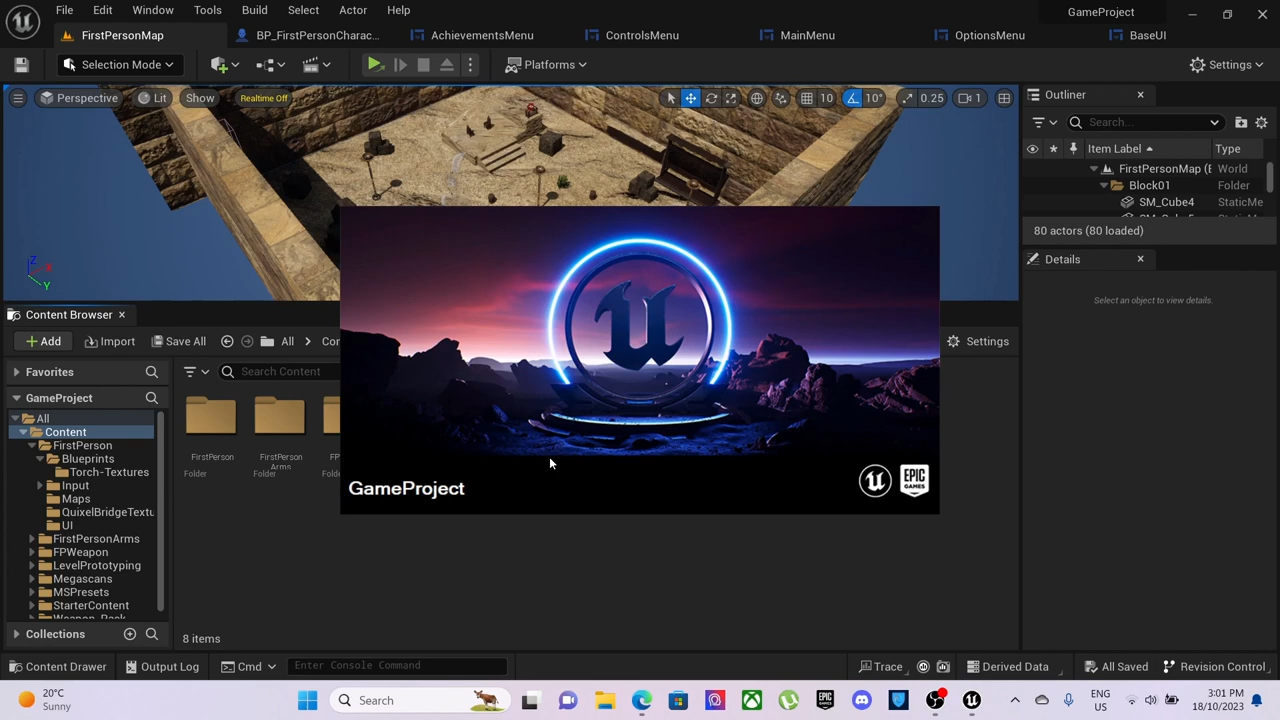 File Edit Window Tools Build Select Actor Help
GameProject
FirstPersonMap
BP_FirstPersonCharac...
AchievementsMenu
ControlsMenu
MainMenu
OptionsMenu
BaseUI
Selection Mode
Platforms
Settings
Perspective
Lit
Show
Realtime Off
10
10°
0.25
1
Outliner
Search...
Item Label
Type
FirstPersonMap (E
World
Block01
Folder
SM_Cube4
StaticMe
80 actors (80 loaded)
Details
Select an object to view details.
Z
X
Y
Content Browser
Add
Import
Save All
All
Settings
Favorites
Search Content
GameProject
All
Content
FirstPerson
Blueprints
Torch-Textures
Input
Maps
QuixelBridgeTextu
UI
FirstPersonArms
FPWeapon
LevelPrototyping
Megascans
MSPresets
StarterContent
Collections
FirstPerson
Folder
FirstPerson
Arms
Folder
GameProject
EPIC
GAMES
8 items
Content Drawer
Output Log
Cmd
Enter Console Command
Trace
Derived Data
All Saved
Revision Control
20°C
Sunny
Search
EPIC
GAMES
ENG
US
3:01 PM
18/10/2023